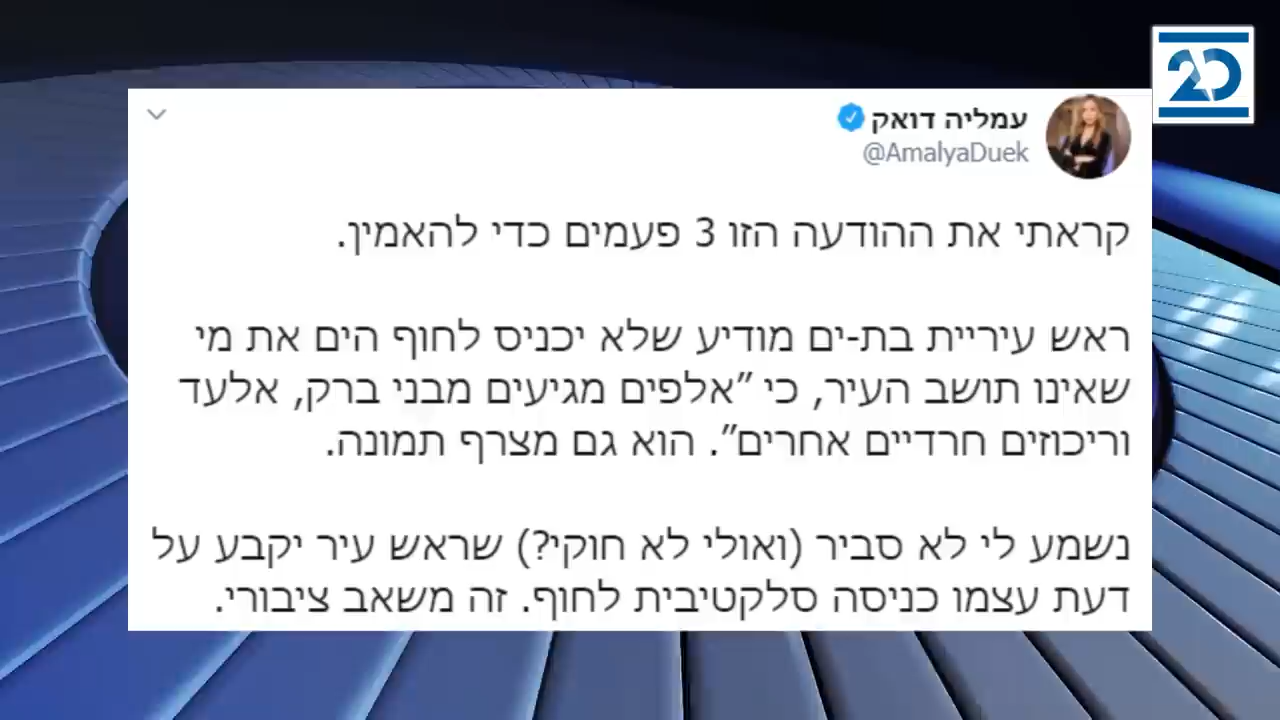 20
עמליה דואק
@AmalyaDuek
קראתי את ההודעה הזו 3 פעמים כדי להאמין.
ראש עיריית בת-ים מודיע שלא יכניס לחוף הים את מי
שאינו תושב העיר, כי ”אלפים מגיעים מבני ברק, אלעד
וריכוזים חרדיים אחרים”. הוא גם מצרף תמונה.
נשמע לי לא סביר (ואולי לא חוקי?) שראש עיר יקבע על
דעת עצמו כניסה סלקטיבית לחוף. זה משאב ציבורי.